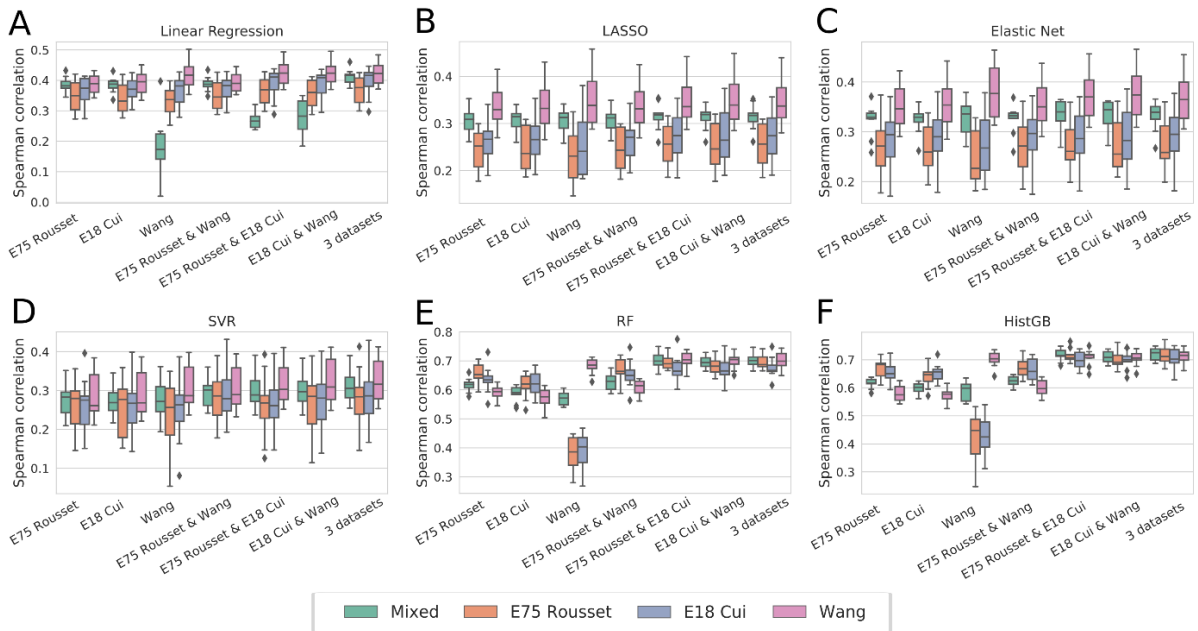 A
Linear Regression
Spearman correlation
0.5
0.4
0.3
0.2
0.1
0.0
E75 Rousset
E18 Cui
Wang
E75 Rousset & Wang
E75 Rousset & E18 Cui
E18 Cui & Wang
3 datasets
B
LASSO
Spearman correlation
0.4
0.3
0.2
E75 Rousset
E18 Cui
Wang
E75 Rousset & Wang
E75 Rousset & E18 Cui
E18 Cui & Wang
3 datasets
C
Elastic Net
Spearman correlation
0.4
0.3
0.2
E75 Rousset
E18 Cui
Wang
E75 Rousset & Wang
E75 Rousset & E18 Cui
E18 Cui & Wang
3 datasets
D
SVR
Spearman correlation
0.4
0.3
0.2
0.1
E75 Rousset
E18 Cui
Wang
E75 Rousset & Wang
E75 Rousset & E18 Cui
E18 Cui & Wang
3 datasets
E
RF
Spearman correlation
0.8
0.7
0.6
0.5
0.4
0.3
E75 Rousset
E18 Cui
Wang
E75 Rousset & Wang
E75 Rousset & E18 Cui
E18 Cui & Wang
3 datasets
F
HistGB
Spearman correlation
0.7
0.6
0.5
0.4
0.3
E75 Rousset
E18 Cui
Wang
E75 Rousset & Wang
E75 Rousset & E18 Cui
E18 Cui & Wang
3 datasets
Mixed E75 Rousset E18 Cui Wang